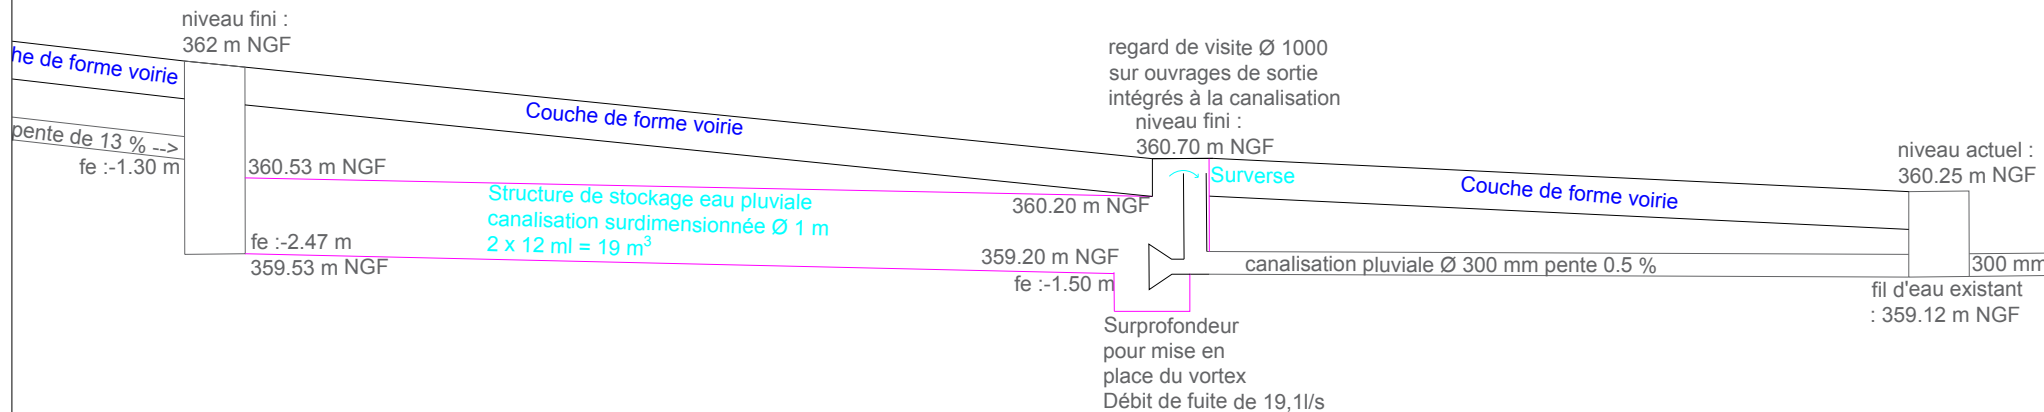 niveau fini :
362 m NGF
he de forme voirie
pente de 13 % -->
fe :-1.30 m
Couche de forme voirie
360.53 m NGF
Structure de stockage eau pluviale
canalisation surdimensionnée Ø 1 m
2 x 12 ml = 19 m³
fe :-2.47 m
359.53 m NGF
regard de visite Ø 1000
sur ouvrages de sortie
intégrés à la canalisation
niveau fini :
360.70 m NGF
Surverse
360.20 m NGF
359.20 m NGF
fe :-1.50 m
Surprofondeur
pour mise en
place du vortex
Débit de fuite de 19,1l/s
Couche de forme voirie
canalisation pluviale Ø 300 mm pente 0.5 %
niveau actuel :
360.25 m NGF
300 mm
fil d'eau existant
: 359.12 m NGF